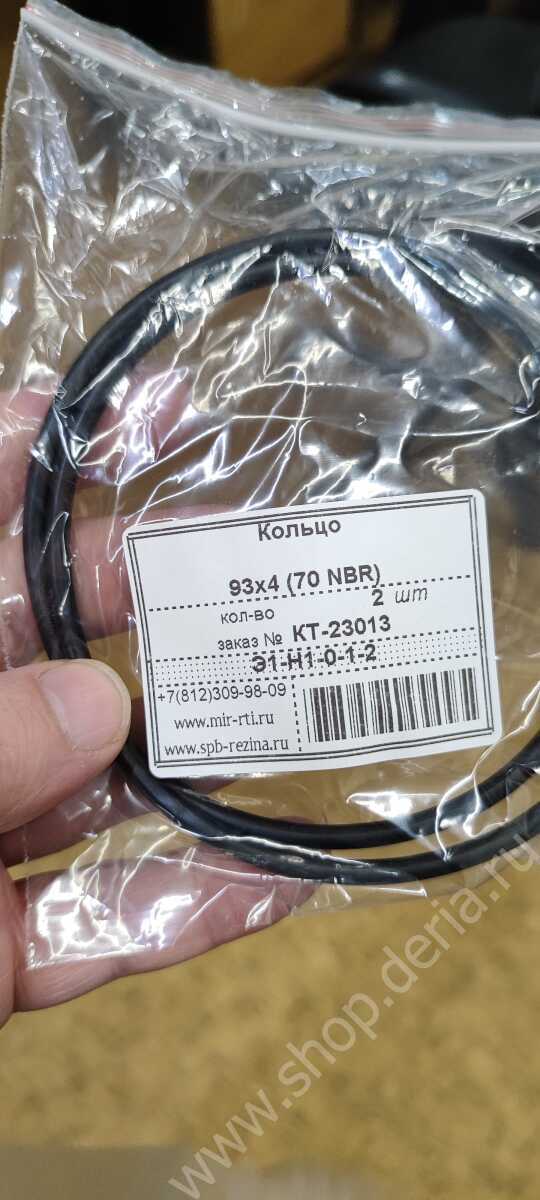 Кольцо
93x4 (70 NBR)
кол-во 2 шт
заказ № КТ-23013
Э1-Н1-0-1-2
+7(812)309-98-09
www.mir-rti.ru
www.spb-rezina.ru
www.shop.deria.ru